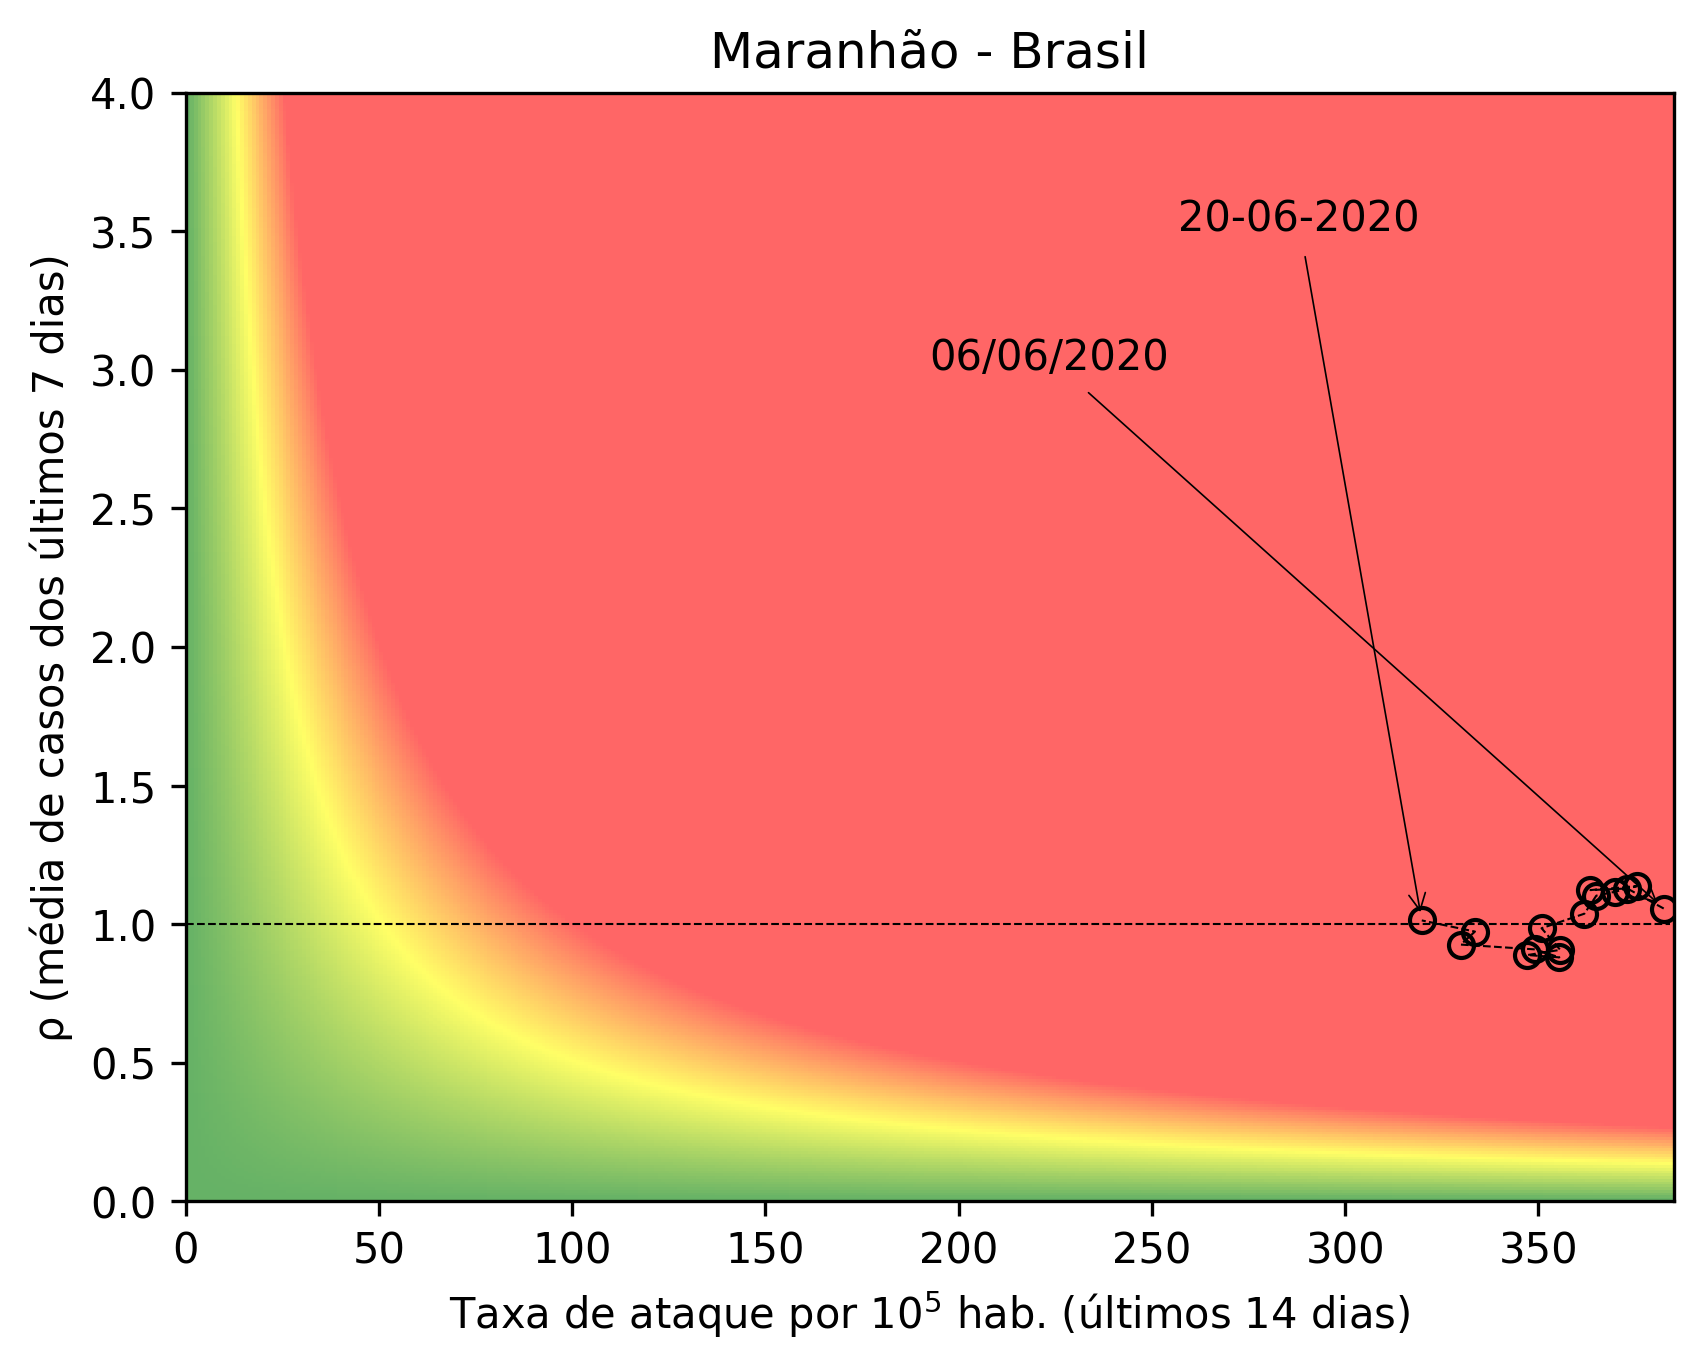 Maranhão - Brasil
4.0
3.5
3.0
2.5
2.0
1.5
1.0
0.5
0.0
ρ (média de casos dos últimos 7 dias)
20-06-2020
06/06/2020
0 50 100 150 200 250 300 350
Taxa de ataque por 10⁵ hab. (últimos 14 dias)